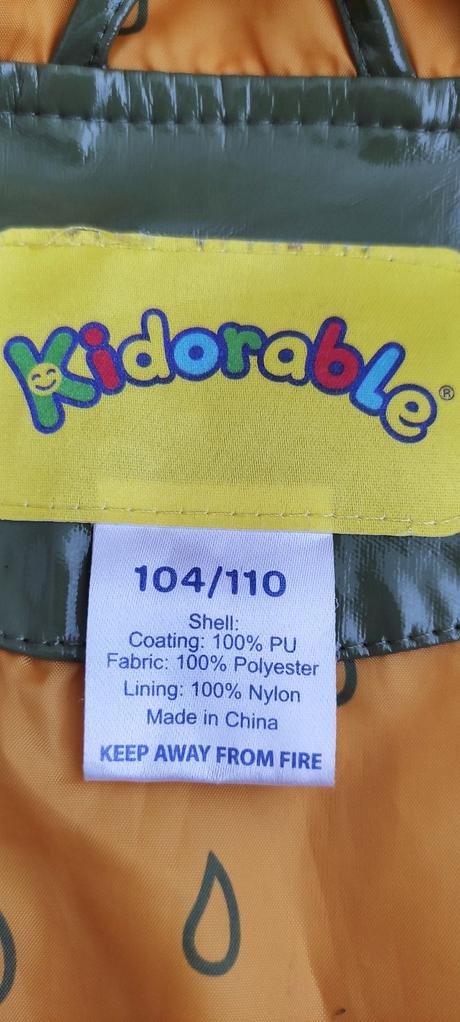 Kidorable®
104/110
Shell:
Coating: 100% PU
Fabric: 100% Polyester
Lining: 100% Nylon
Made in China
KEEP AWAY FROM FIRE